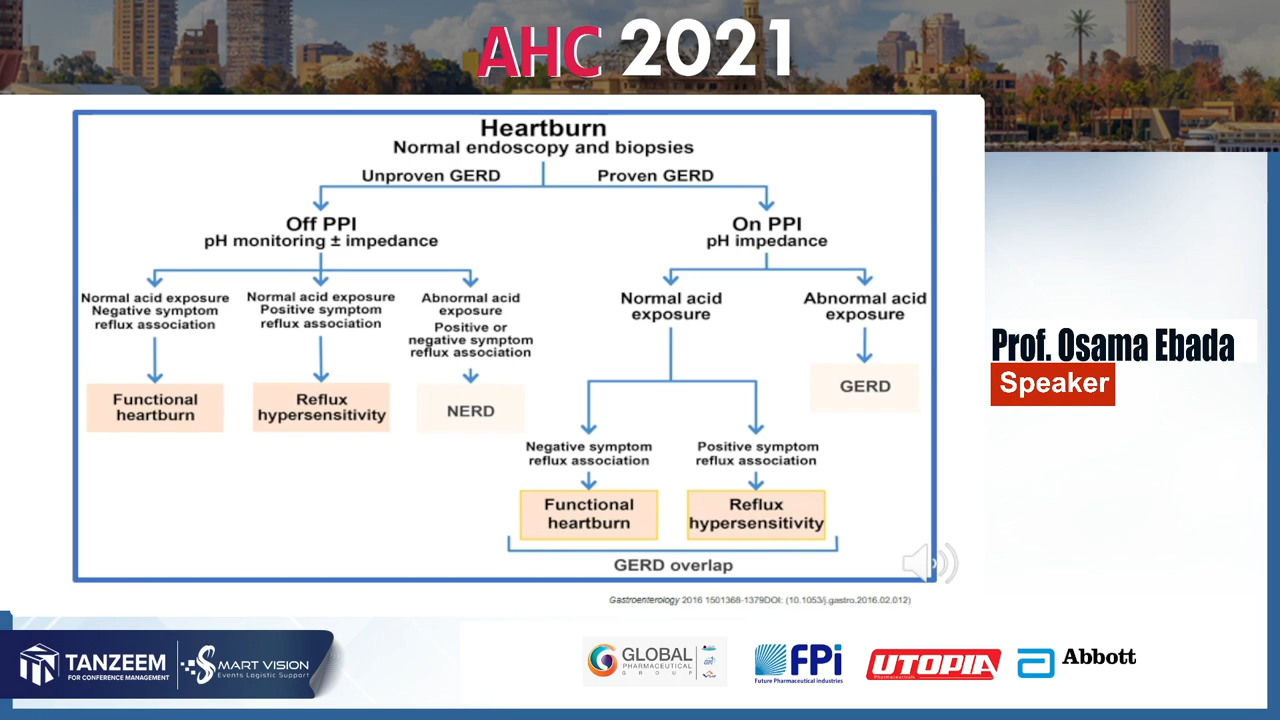 AHC 2021
Heartburn
Normal endoscopy and biopsies
Unproven GERD
Proven GERD
Off PPI
pH monitoring ± impedance
On PPI
pH impedance
Normal acid exposure
Negative symptom
reflux association
Normal acid exposure
Positive symptom
reflux association
Abnormal acid
exposure
Positive or
negative symptom
reflux association
Normal acid
exposure
Abnormal acid
exposure
Functional
heartburn
Reflux
hypersensitivity
NERD
GERD
Negative symptom
reflux association
Positive symptom
reflux association
Functional
heartburn
Reflux
hypersensitivity
GERD overlap
Gastroenterology 2016 1501368-1379DOI: (10.1053/j.gastro.2016.02.012)
Prof. Osama Ebada
Speaker
TANZEEM
FOR CONFERENCE MANAGEMENT
SMART VISION
Events Logistic Support
GLOBAL
PHARMACEUTICAL
GROUP
FPi
Future Pharmaceutical industries
UTOPIA
Pharmaceuticals
Abbott